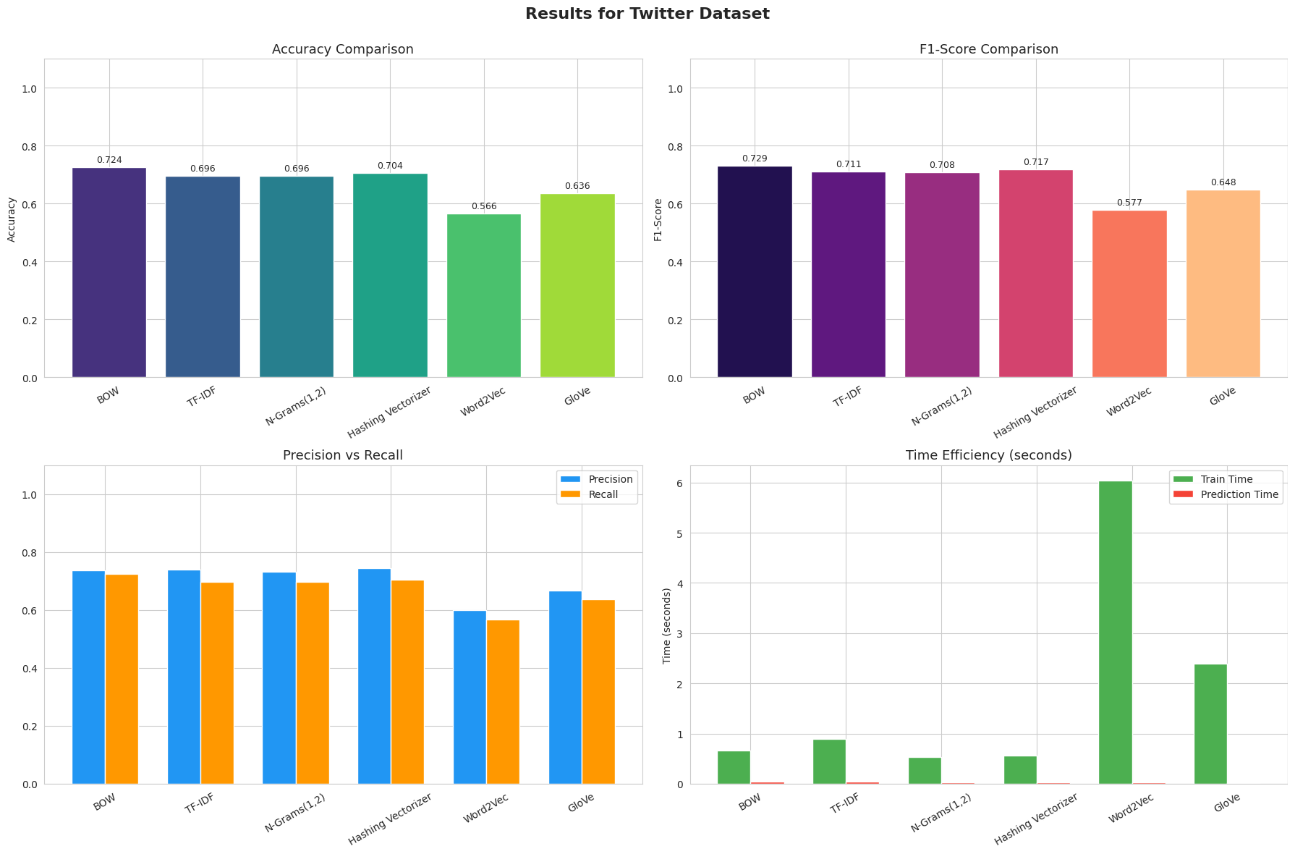 Results for Twitter Dataset
Accuracy Comparison
1.0
0.8
0.6
0.4
0.2
0.0
Accuracy
0.724
0.696
0.696
0.704
0.566
0.636
BOW
TF-IDF
N-Grams(1,2)
Hashing Vectorizer
Word2Vec
GloVe
F1-Score Comparison
1.0
0.8
0.6
0.4
0.2
0.0
F1-Score
0.729
0.711
0.708
0.717
0.577
0.648
BOW
TF-IDF
N-Grams(1,2)
Hashing Vectorizer
Word2Vec
GloVe
Precision vs Recall
Precision
Recall
1.0
0.8
0.6
0.4
0.2
0.0
BOW
TF-IDF
N-Grams(1,2)
Hashing Vectorizer
Word2Vec
GloVe
Time Efficiency (seconds)
Train Time
Prediction Time
6
5
4
3
2
1
0
Time (seconds)
BOW
TF-IDF
N-Grams(1,2)
Hashing Vectorizer
Word2Vec
GloVe